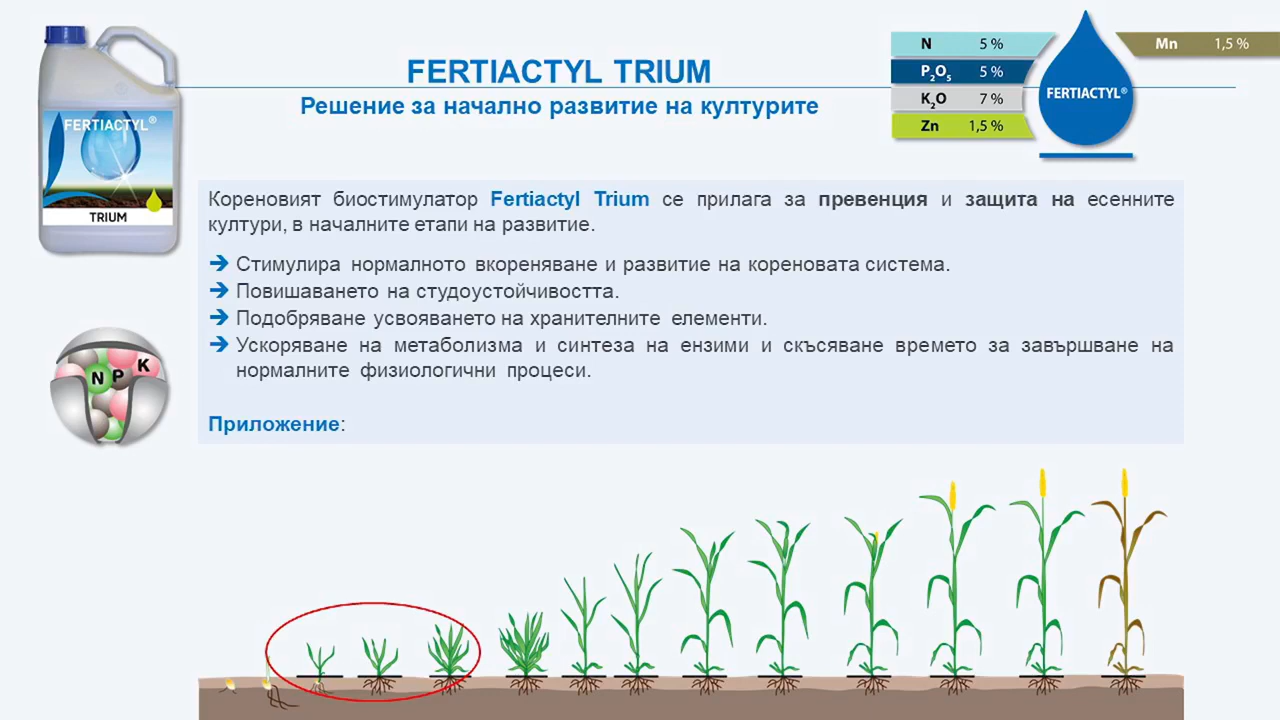 FERTIACTYL®
TRIUM
FERTIACTYL TRIUM
Решение за начално развитие на културите
N 5 %
P2O5 5 %
K2O 7 %
Zn 1,5 %
FERTIACTYL®
Mn 1,5 %
Кореновият биостимулатор Fertiactyl Trium се прилага за превенция и защита на есенните
култури, в началните етапи на развитие.
➔ Стимулира нормалното вкореняване и развитие на кореновата система.
➔ Повишаването на студоустойчивостта.
➔ Подобряване усвояването на хранителните елементи.
➔ Ускоряване на метаболизма и синтеза на ензими и скъсяване времето за завършване на
нормалните физиологични процеси.
N P K
Приложение: